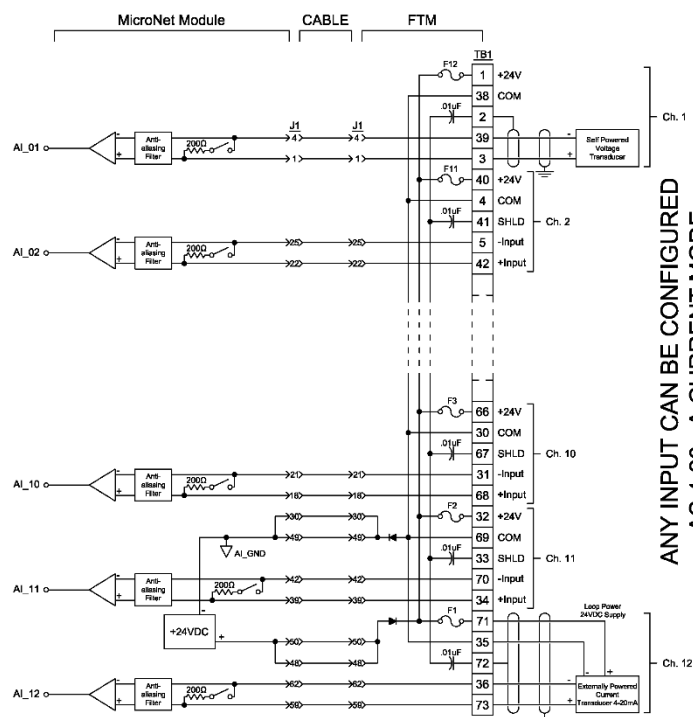 MicroNet Module CABLE FTM
TB1
F12 1 +24V
38 COM
.01uF 2
Ch. 1
J1 J1
AI_01 - + Anti-aliasing Filter 200Ω 4 4 39 -
1 1 3 +
Self Powered Voltage Transducer
F11 40 +24V
4 COM
.01uF 41 SHLD Ch. 2
AI_02 - + Anti-aliasing Filter 200Ω 25 25 5 -Input
22 22 42 +Input
F3 66 +24V
30 COM
.01uF 67 SHLD Ch. 10
AI_10 - + Anti-aliasing Filter 200Ω 21 21 31 -Input
18 18 68 +Input
30 30 F2 32 +24V
49 49 69 COM
AI_GND
.01uF 33 SHLD Ch. 11
AI_11 - + Anti-aliasing Filter 200Ω 42 42 70 -Input
39 39 34 +Input
- +24VDC +
F1 71
Loop Power 24VDC Supply
50 50 35
48 48 .01uF 72
Ch. 12
AI_12 - + Anti-aliasing Filter 200Ω 62 62 36 -
59 59 73 +
- +
Externally Powered Current Transducer 4-20mA
ANY INPUT CAN BE CONFIGURED